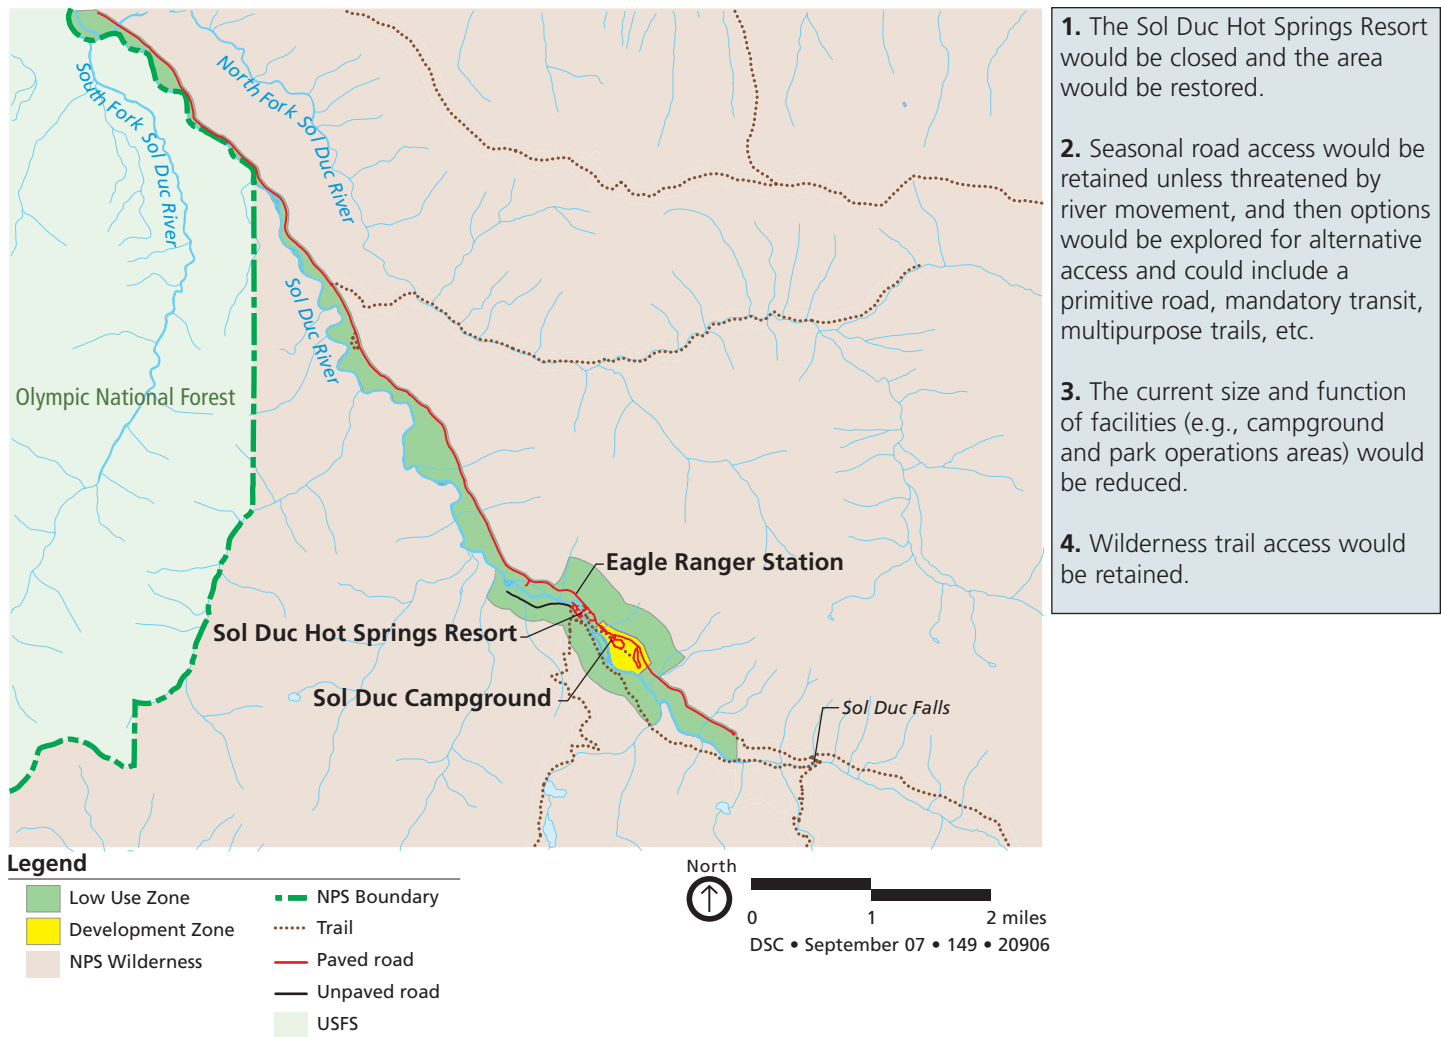 South Fork Sol Duc River
North Fork Sol Duc River
Sol Duc River
Olympic National Forest
Eagle Ranger Station
Sol Duc Hot Springs Resort
Sol Duc Campground
Sol Duc Falls
1. The Sol Duc Hot Springs Resort
would be closed and the area
would be restored.
2. Seasonal road access would be
retained unless threatened by
river movement, and then options
would be explored for alternative
access and could include a
primitive road, mandatory transit,
multipurpose trails, etc.
3. The current size and function
of facilities (e.g., campground
and park operations areas) would
be reduced.
4. Wilderness trail access would
be retained.
Legend
Low Use Zone
Development Zone
NPS Wilderness
NPS Boundary
Trail
Paved road
Unpaved road
USFS
North
0 1 2 miles
DSC • September 07 • 149 • 20906